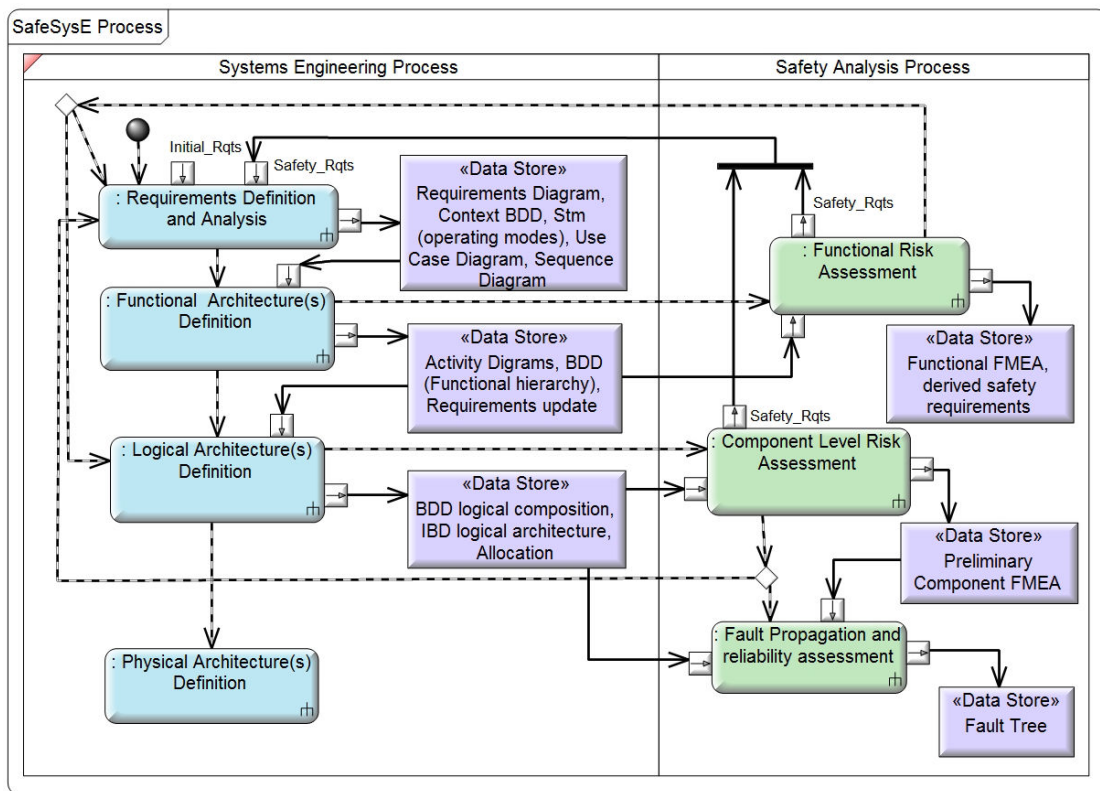 SafeSysE Process
Systems Engineering Process
Safety Analysis Process
Initial_Rqts
Safety_Rqts
: Requirements Definition
and Analysis
«Data Store»
Requirements Diagram,
Context BDD, Stm
(operating modes), Use
Case Diagram, Sequence
Diagram
Safety_Rqts
: Functional Risk
Assessment
: Functional Architecture(s)
Definition
«Data Store»
Activity Digrams, BDD
(Functional hierarchy),
Requirements update
«Data Store»
Functional FMEA,
derived safety
requirements
Safety_Rqts
: Logical Architecture(s)
Definition
: Component Level Risk
Assessment
«Data Store»
BDD logical composition,
IBD logical architecture,
Allocation
«Data Store»
Preliminary
Component FMEA
: Physical Architecture(s)
Definition
: Fault Propagation and
reliability assessment
«Data Store»
Fault Tree